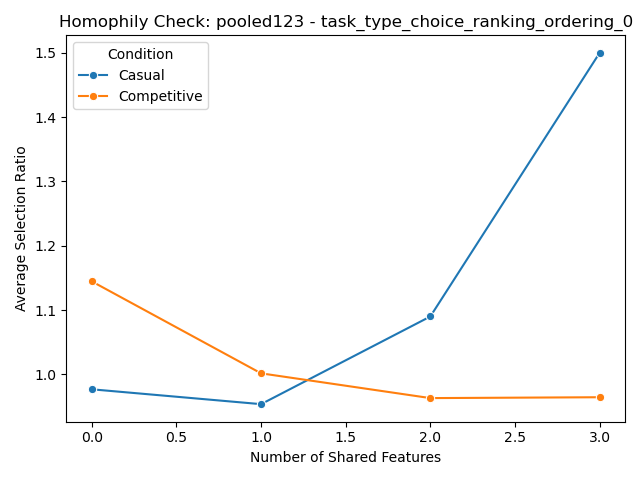 Homophily Check: pooled123 - task_type_choice_ranking_ordering_0
Condition
Casual
Competitive
Average Selection Ratio
1.5
1.4
1.3
1.2
1.1
1.0
0.0 0.5 1.0 1.5 2.0 2.5 3.0
Number of Shared Features